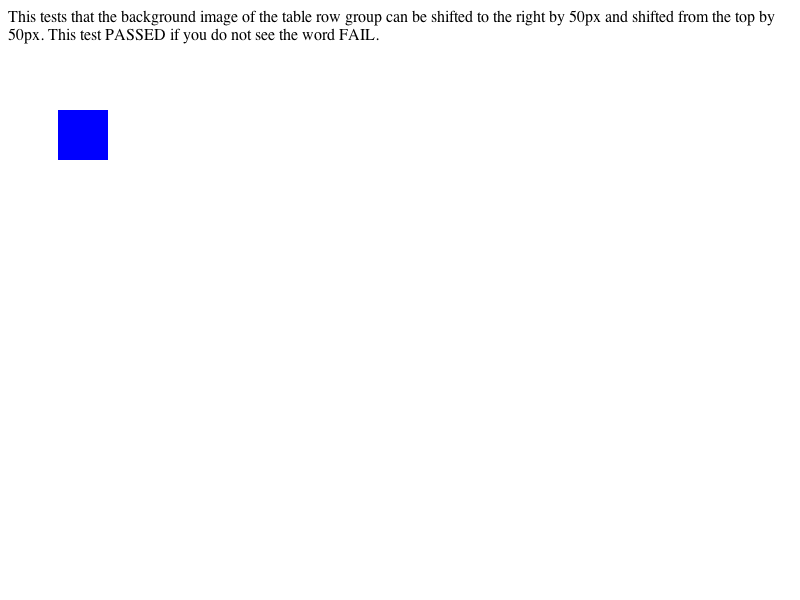 This tests that the background image of the table row group can be shifted to the right by 50px and shifted from the top by
50px. This test PASSED if you do not see the word FAIL.